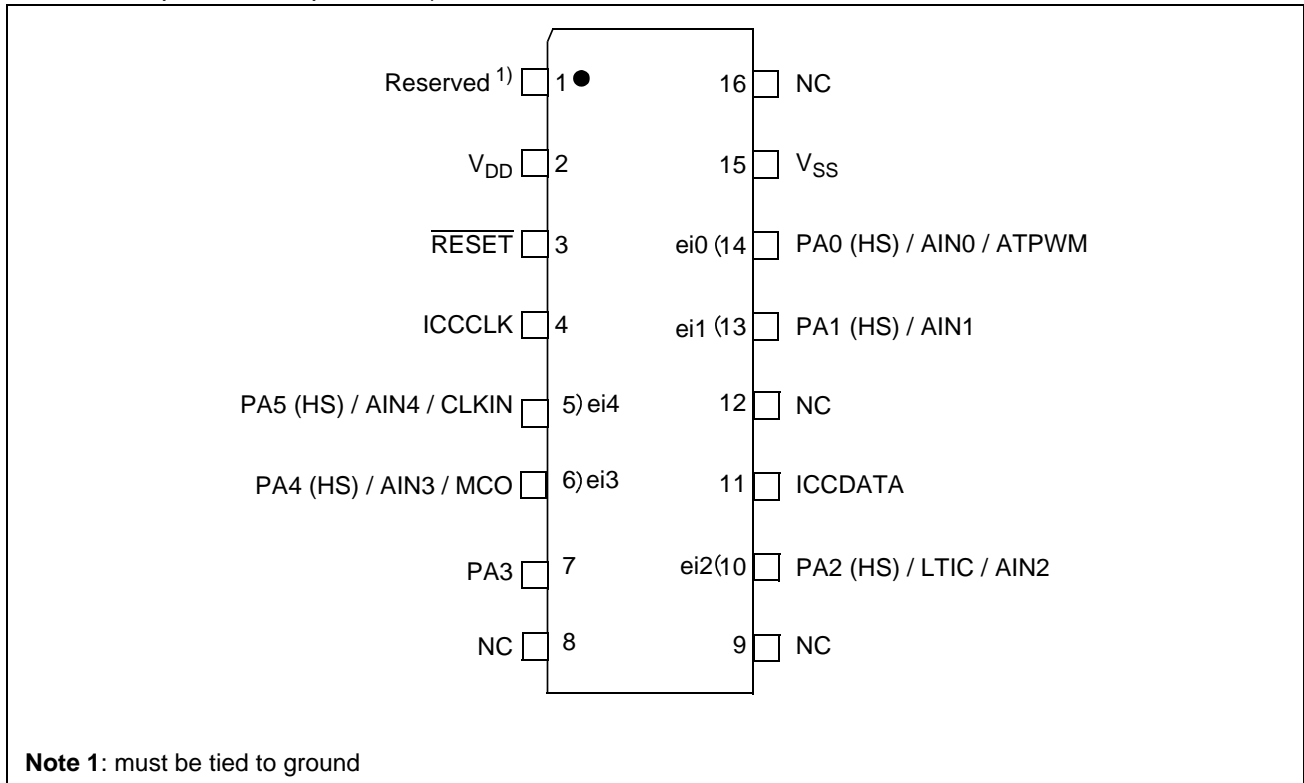 Reserved 1) 1 16 NC
VDD 2 15 VSS
RESET 3 ei0 (14 PA0 (HS) / AIN0 / ATPWM
ICCCLK 4 ei1 (13 PA1 (HS) / AIN1
PA5 (HS) / AIN4 / CLKIN 5) ei4 12 NC
PA4 (HS) / AIN3 / MCO 6) ei3 11 ICCDATA
PA3 7 ei2(10 PA2 (HS) / LTIC / AIN2
NC 8 9 NC
Note 1: must be tied to ground